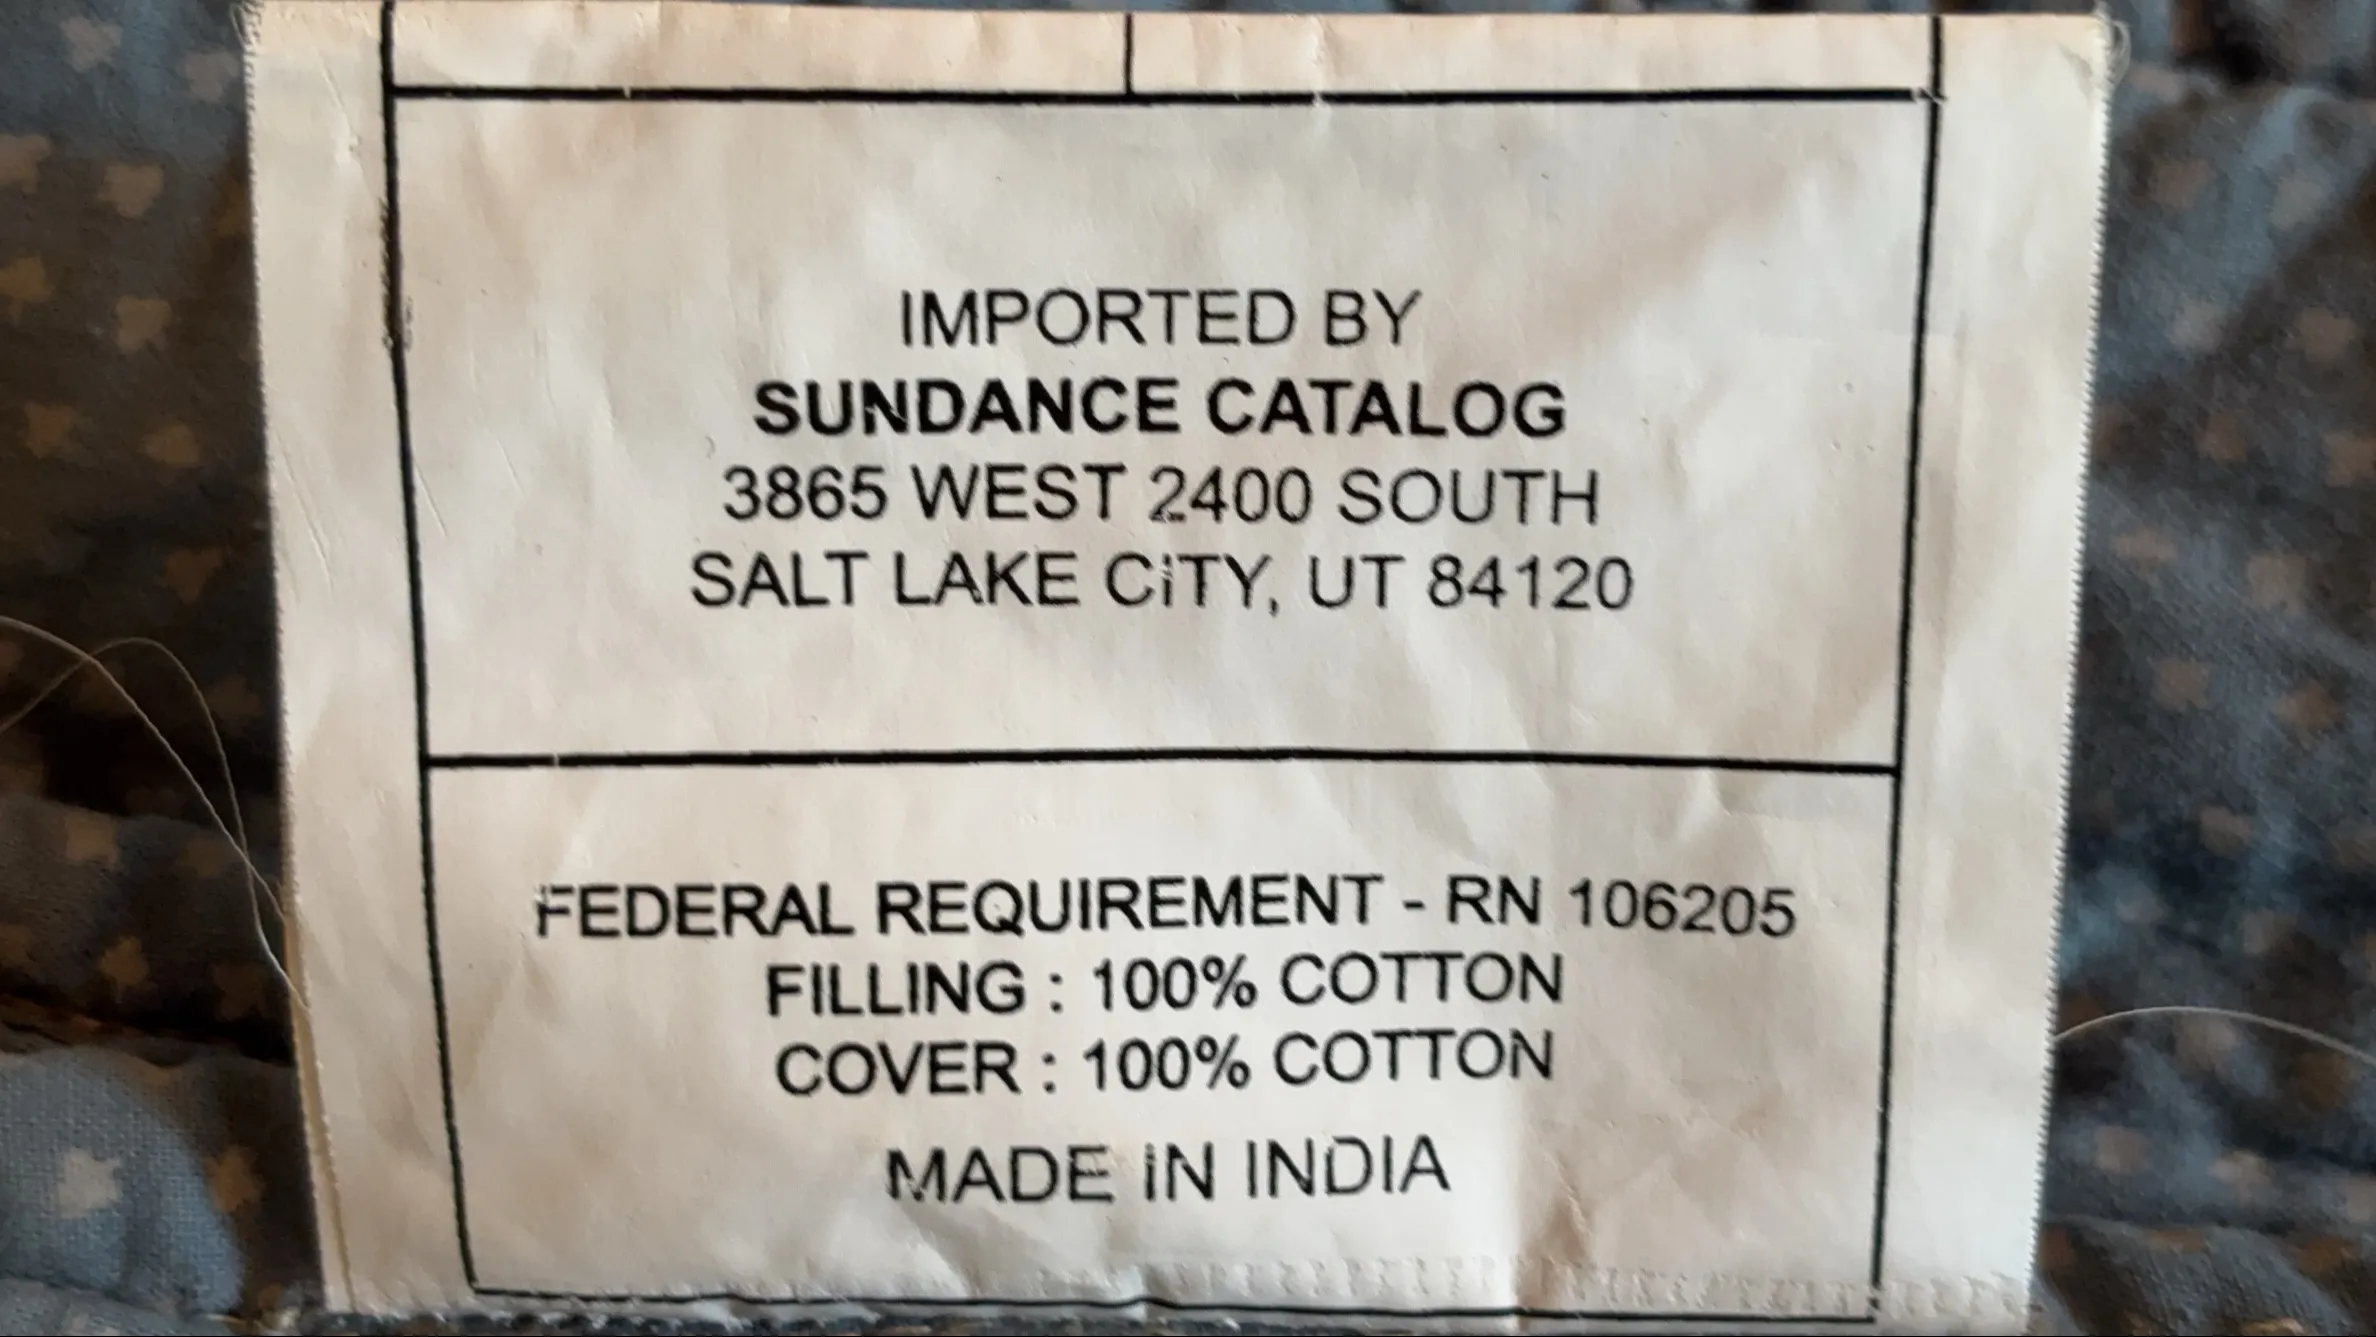 IMPORTED BY
SUNDANCE CATALOG
3865 WEST 2400 SOUTH
SALT LAKE CITY, UT 84120
FEDERAL REQUIREMENT - RN 106205
FILLING : 100% COTTON
COVER : 100% COTTON
MADE IN INDIA